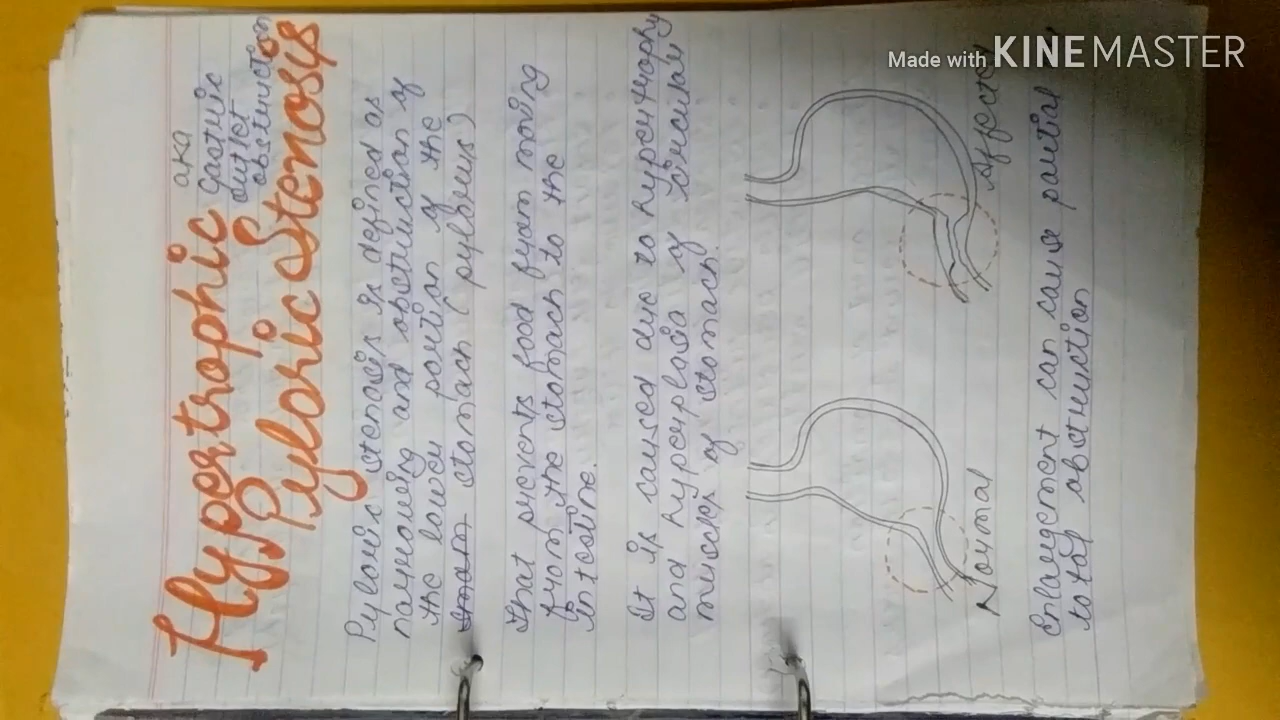 Made with KINEMASTER
aka
Gastric
outlet
obstruction
Hypertrophic
Pyloric Stenosis
Pyloric stenosis is defined as
narrowing and obstruction of
the lower portion of the
stomach (pylorus)
that prevents food from moving
from the stomach to the
intestine.
It is caused due to hypertrophy
and hyperplasia of circular
muscles of stomach.
Normal
Affected
Enlargement can cause partial
to total obstruction